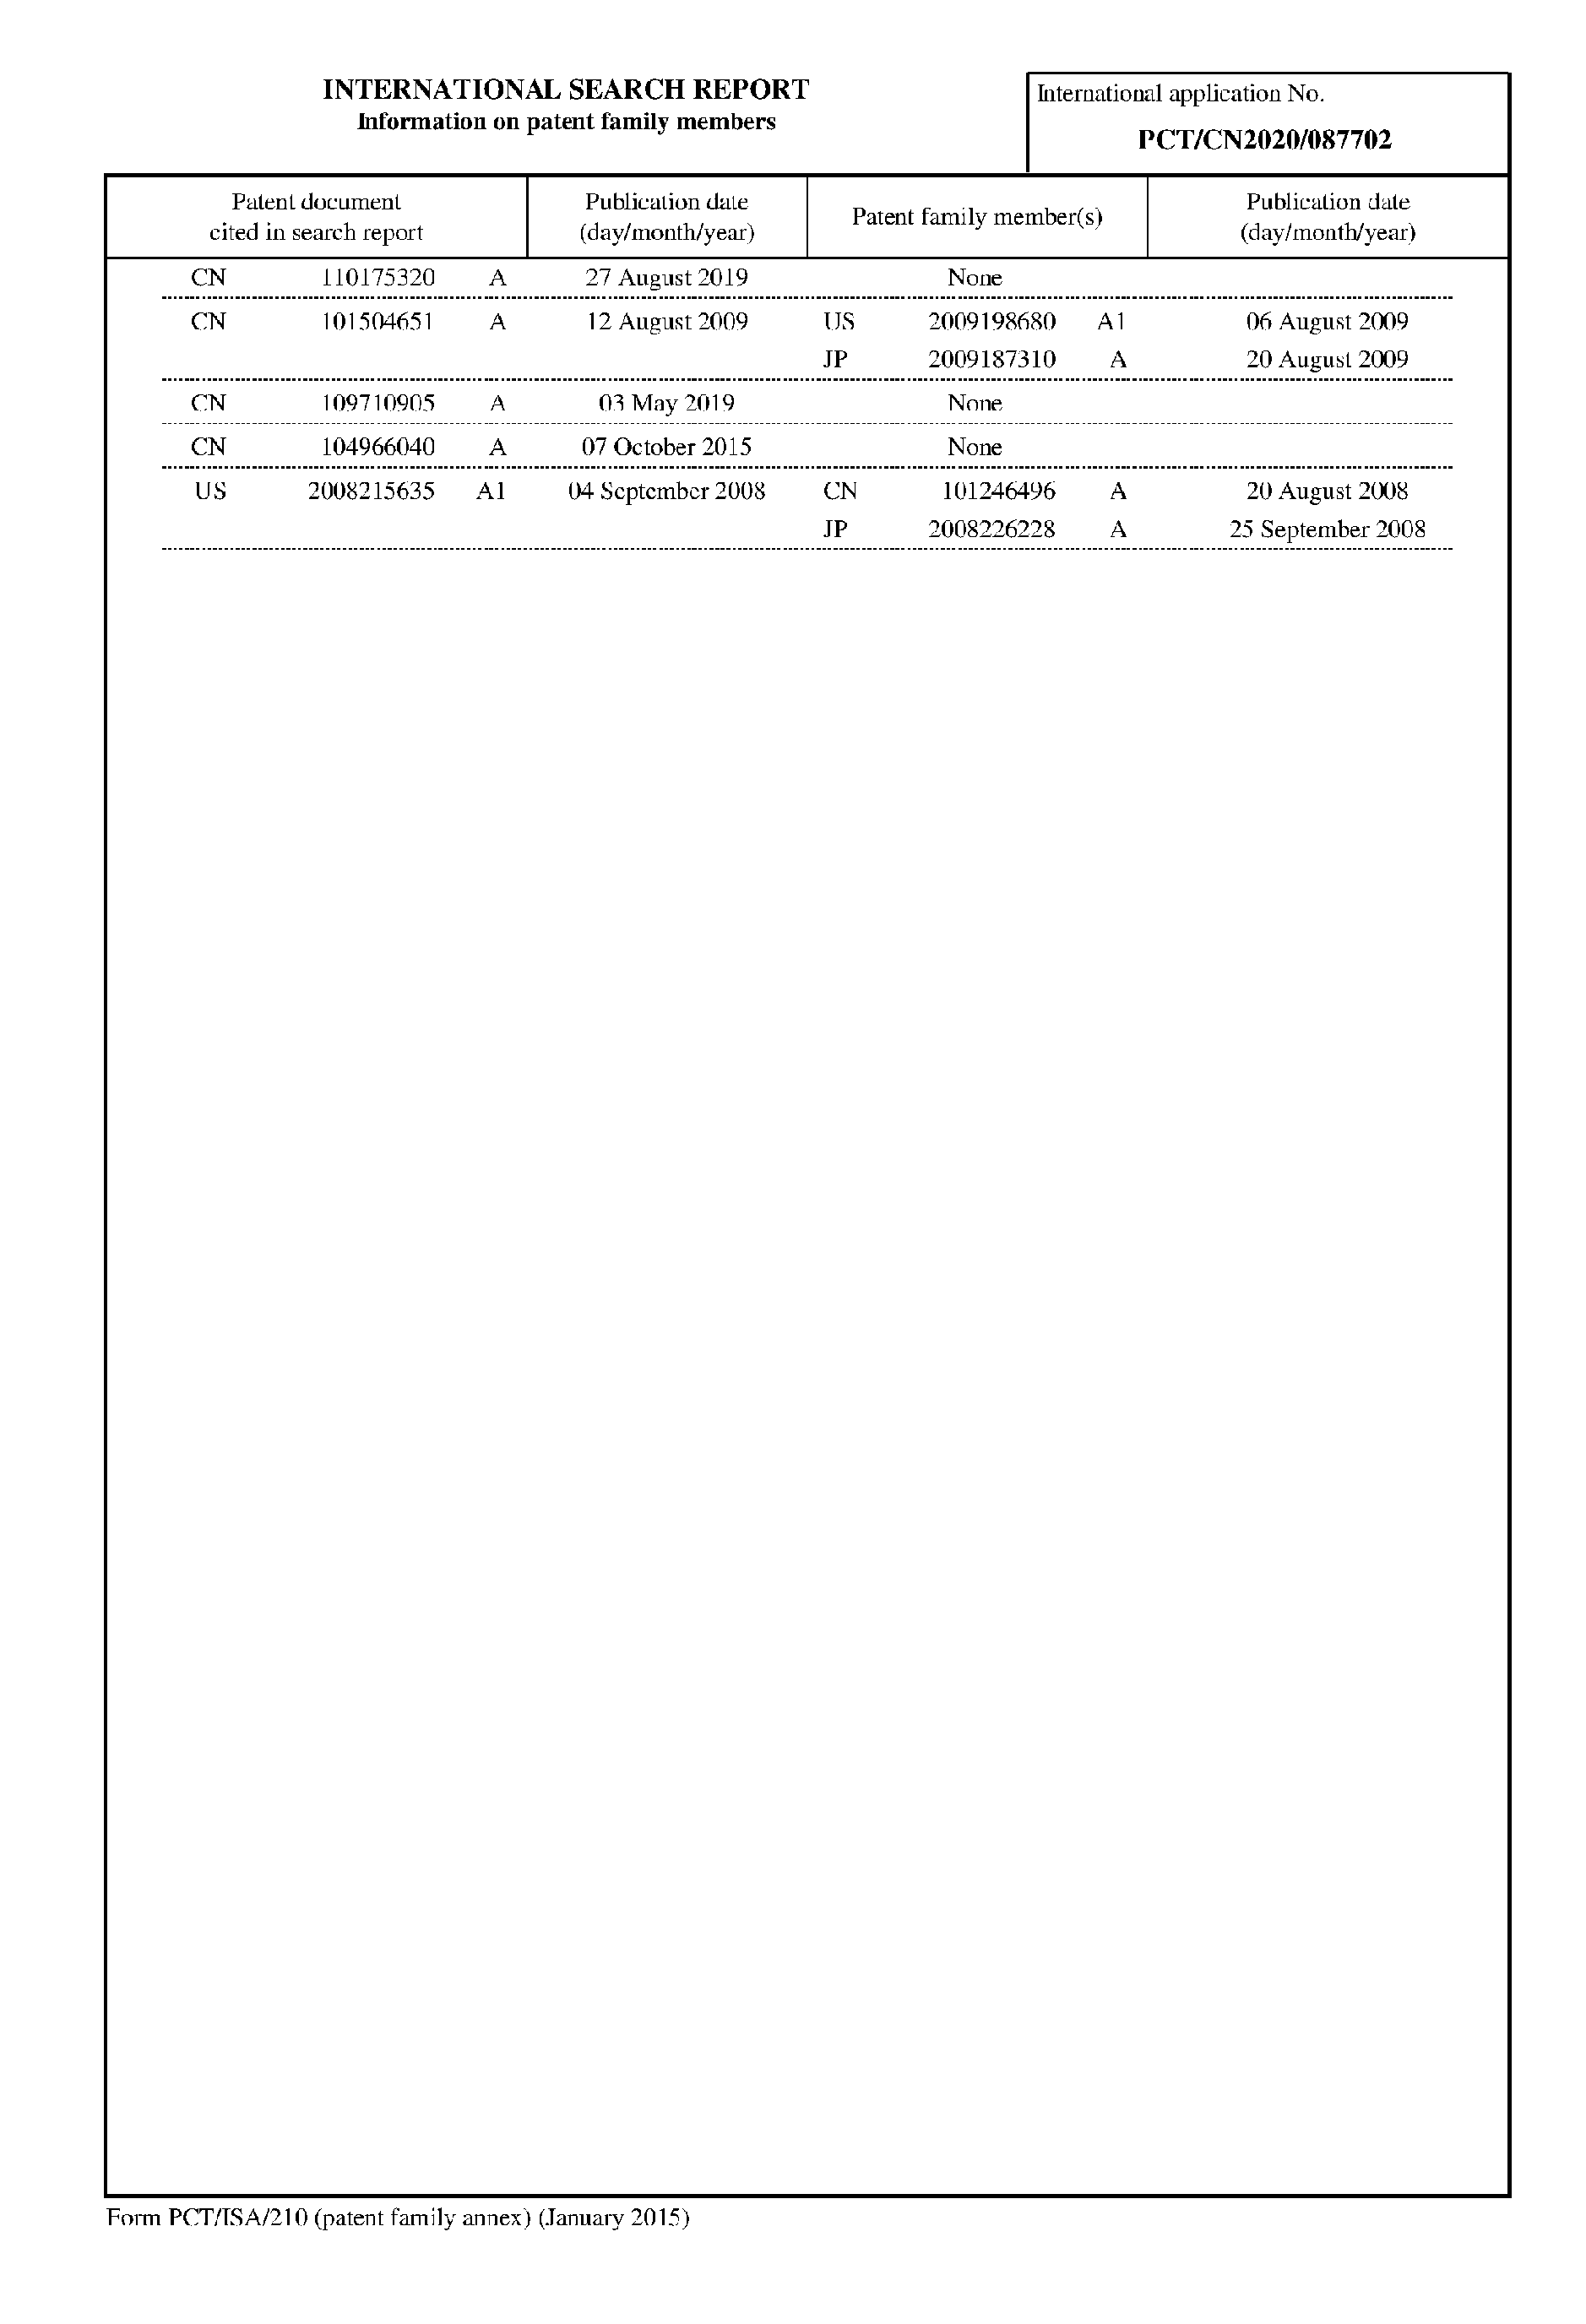 INTERNATIONAL SEARCH REPORT
Information on patent family members
International application No.
PCT/CN2020/087702
Patent document
cited in search report
Publication date
(day/month/year)
Patent family member(s)
Publication date
(day/month/year)
CN 110175320 A 27 August 2019 None
CN 101504651 A 12 August 2009 US 2009198680 A1 06 August 2009
JP 2009187310 A 20 August 2009
CN 109710905 A 03 May 2019 None
CN 104966040 A 07 October 2015 None
US 2008215635 A1 04 September 2008 CN 101246496 A 20 August 2008
JP 2008226228 A 25 September 2008
Form PCT/ISA/210 (patent family annex) (January 2015)